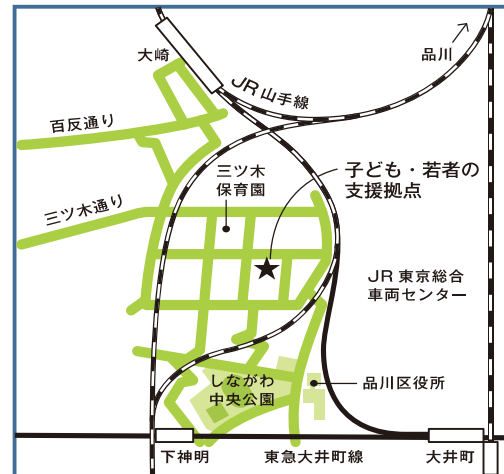 品川
大崎
JR山手線
百反通り
三ツ木
保育園
子ども・若者の
支援拠点
三ツ木通り
JR東京総合
車両センター
しながわ
中央公園
品川区役所
下神明
東急大井町線
大井町